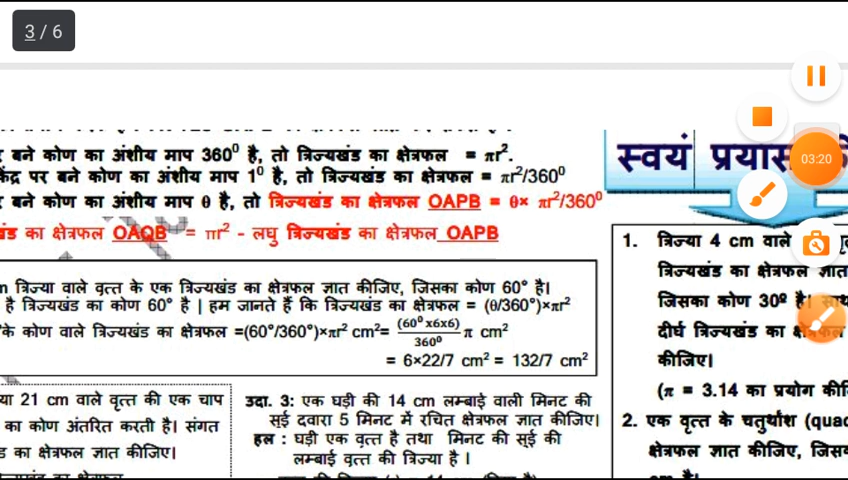 3 / 6
बने कोण का अंशीय माप 360⁰ है, तो त्रिज्यखंड का क्षेत्रफल = πr².
केंद्र पर बने कोण का अंशीय माप 1⁰ है, तो त्रिज्यखंड का क्षेत्रफल = πr²/360⁰
बने कोण का अंशीय माप θ है, तो त्रिज्यखंड का क्षेत्रफल OAPB = θ× πr²/360⁰
का क्षेत्रफल OAQB = πr² - लघु त्रिज्यखंड का क्षेत्रफल OAPB
त्रिज्या वाले वृत्त के एक त्रिज्यखंड का क्षेत्रफल ज्ञात कीजिए, जिसका कोण 60° है।
है त्रिज्यखंड का कोण 60° है | हम जानते हैं कि त्रिज्यखंड का क्षेत्रफल = (θ/360°)×πr²
के कोण वाले त्रिज्यखंड का क्षेत्रफल =(60°/360°)×πr² cm²= (60⁰ x6x6)/360⁰ π cm²
= 6×22/7 cm² = 132/7 cm²
21 cm वाले वृत्त की एक चाप
का कोण अंतरित करती है। संगत
का क्षेत्रफल ज्ञात कीजिए।
उदा. 3: एक घड़ी की 14 cm लम्बाई वाली मिनट की
सुई द्वारा 5 मिनट में रचित क्षेत्रफल ज्ञात कीजिए।
हल : घड़ी एक वृत्त है तथा मिनट की सुई की
लम्बाई वृत्त की त्रिज्या है ।
स्वयं प्रयास
03:20
1. त्रिज्या 4 cm वाले
त्रिज्यखंड का क्षेत्रफल ज्ञात
जिसका कोण 30º है।
दीर्घ त्रिज्यखंड का
कीजिए।
(π = 3.14 का प्रयोग
2. एक वृत्त के चतुर्थांश
क्षेत्रफल ज्ञात कीजिए,